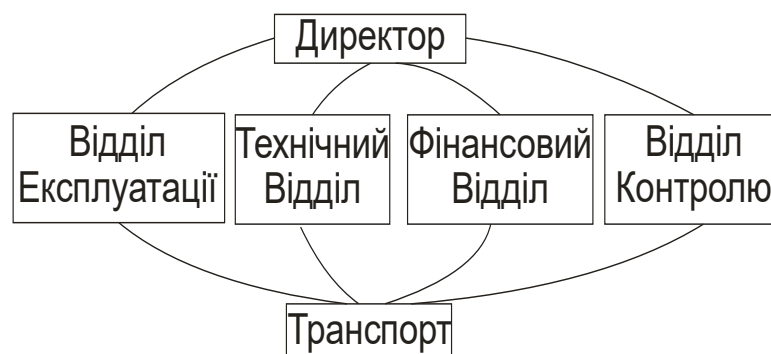 Директор
Відділ
Експлуатації
Технічний
Відділ
Фінансовий
Відділ
Відділ
Контролю
Транспорт